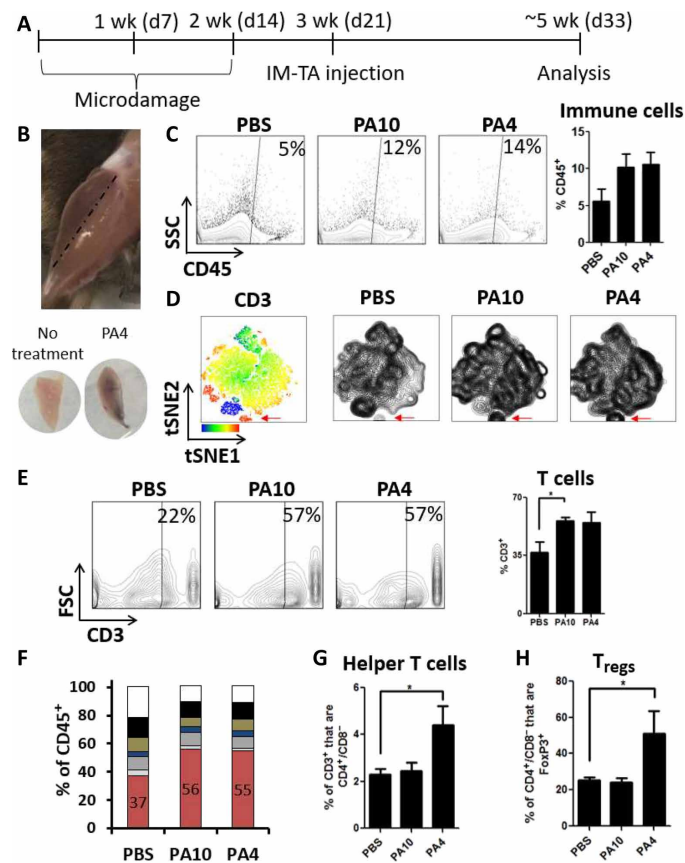 A
1 wk (d7) 2 wk (d14) 3 wk (d21) ~5 wk (d33)
IM-TA injection Analysis
Microdamage
B
No
treatment
PA4
C
PBS PA10 PA4
5% 12% 14%
SSC
CD45
Immune cells
% CD45+
15
10
5
0
PBS PA10 PA4
D
CD3 PBS PA10 PA4
tSNE2
tSNE1
E
PBS PA10 PA4
22% 57% 57%
FSC
CD3
T cells
% CD3+
70
35
0
*
PBS PA10 PA4
F
% of CD45+
100
80
60
40
20
0
37 56 55
PBS PA10 PA4
G
Helper T cells
% of CD3+ that are
CD4+/CD8−
6
4
2
0
*
PBS PA10 PA4
H
Tregs
% of CD4+/CD8− that are
FoxP3+
80
60
40
20
0
*
PBS PA10 PA4